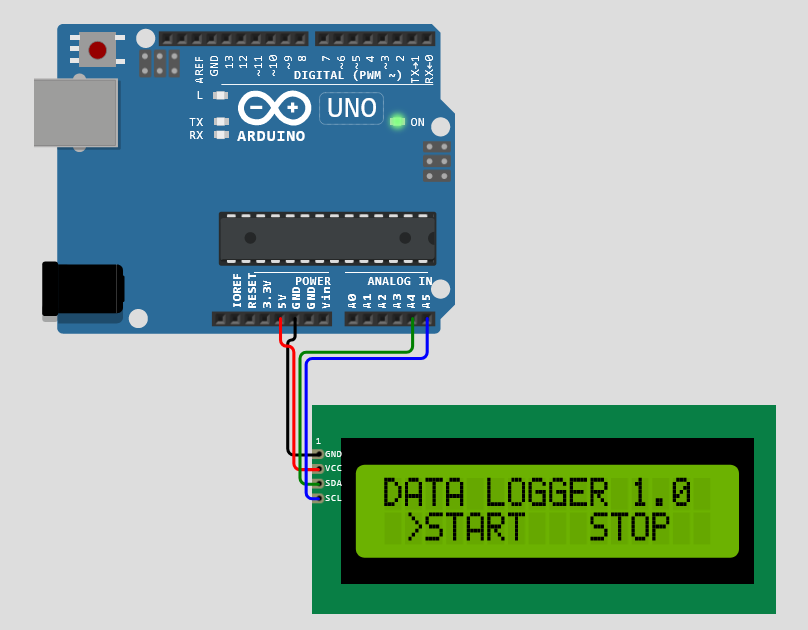 AREF
GND
13
12
~11
~10
~9
8
7
~6
~5
4
~3
2
TX→1
RX←0
DIGITAL (PWM ~)
L
TX
RX
ARDUINO
UNO
ON
IOREF
RESET
3.3V
5V
GND
GND
Vin
POWER
A0
A1
A2
A3
A4
A5
ANALOG IN
1
GND
VCC
SDA
SCL
DATA LOGGER 1.0
>START STOP